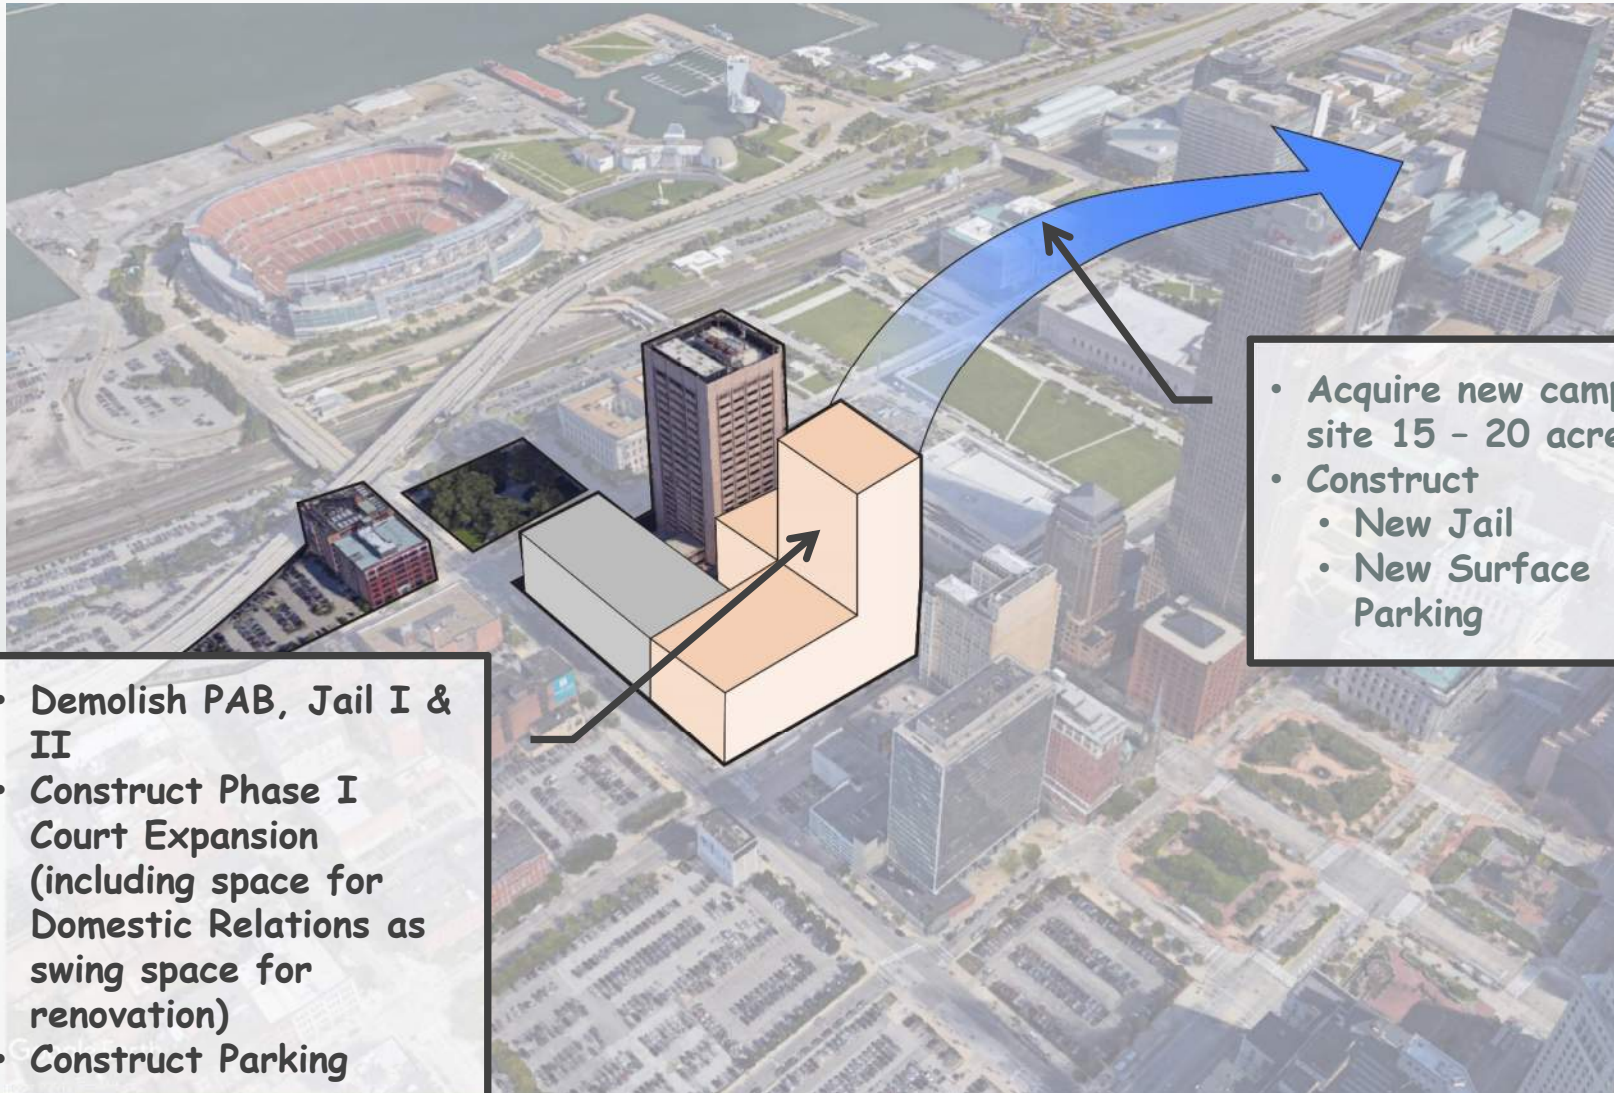 • Acquire new camp
site 15 – 20 acre
• Construct
• New Jail
• New Surface
Parking
• Demolish PAB, Jail I &
II
• Construct Phase I
Court Expansion
(including space for
Domestic Relations as
swing space for
renovation)
• Construct Parking